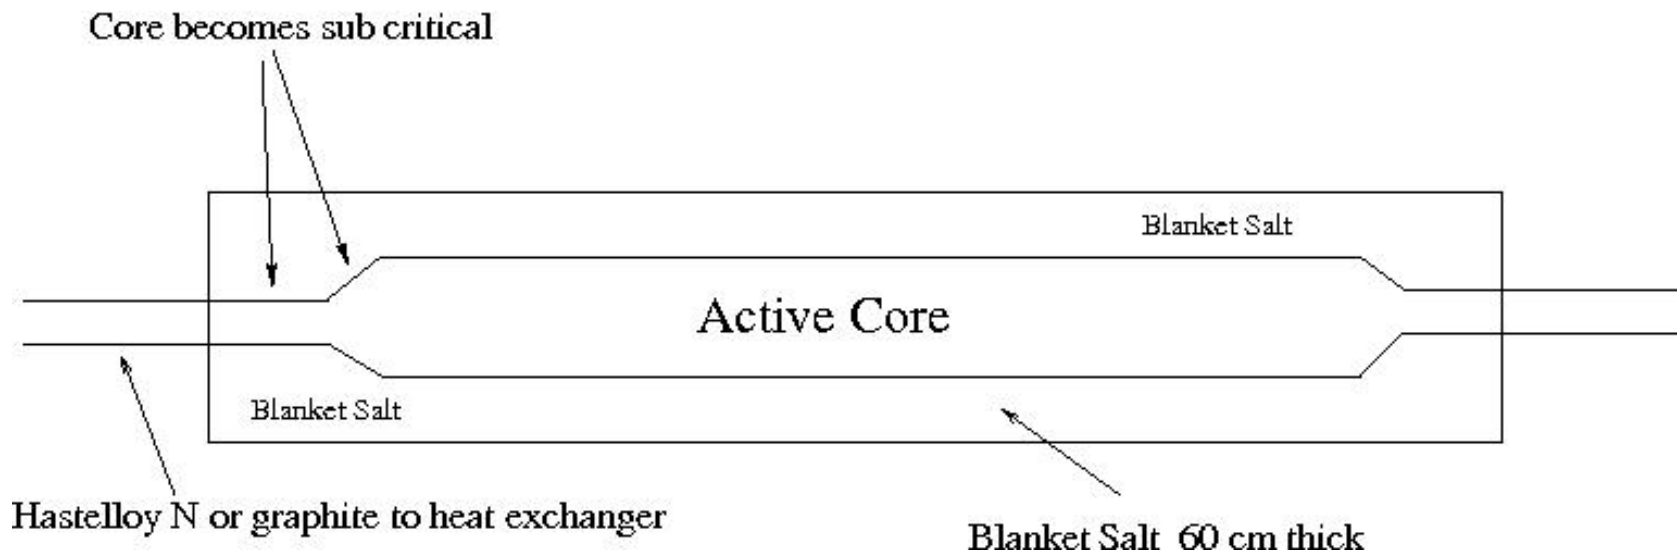 Core becomes sub critical
Blanket Salt
Active Core
Blanket Salt
Hastelloy N or graphite to heat exchanger
Blanket Salt 60 cm thick